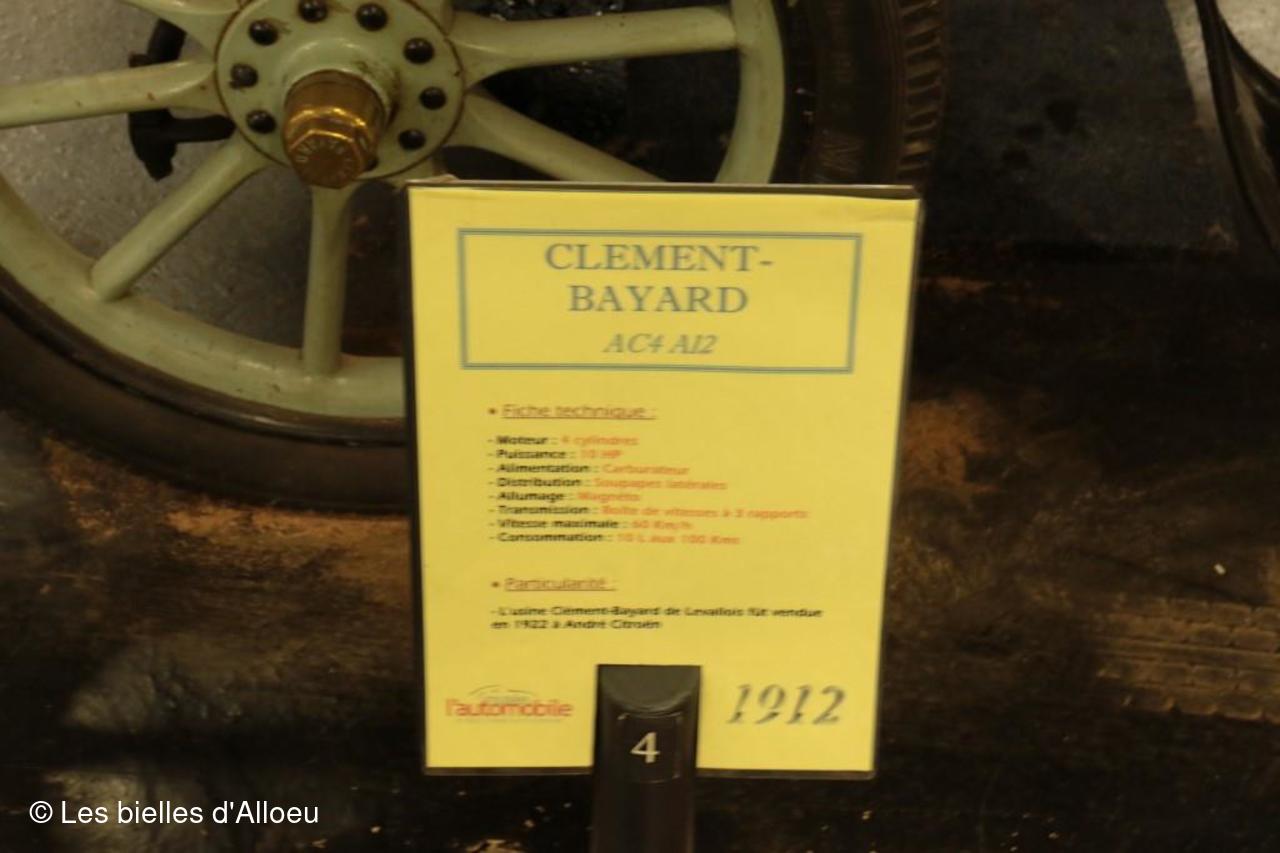 CLEMENT-
BAYARD
AC4 A12
• Fiche technique :
- Moteur : 4 cylindres
- Puissance : 10 HP
- Alimentation : Carburateur
- Distribution : Soupapes latérales
- Allumage : Magnéto
- Transmission : Boîte de vitesses à 3 rapports
- Vitesse maximale : 60 Km/h
- Consommation : 10 L aux 100 Kms
• Particularité :
- L'usine Clément-Bayard de Levallois fût vendue
en 1922 à André Citroën
l'automobile
1912
4
© Les bielles d'Alloeu